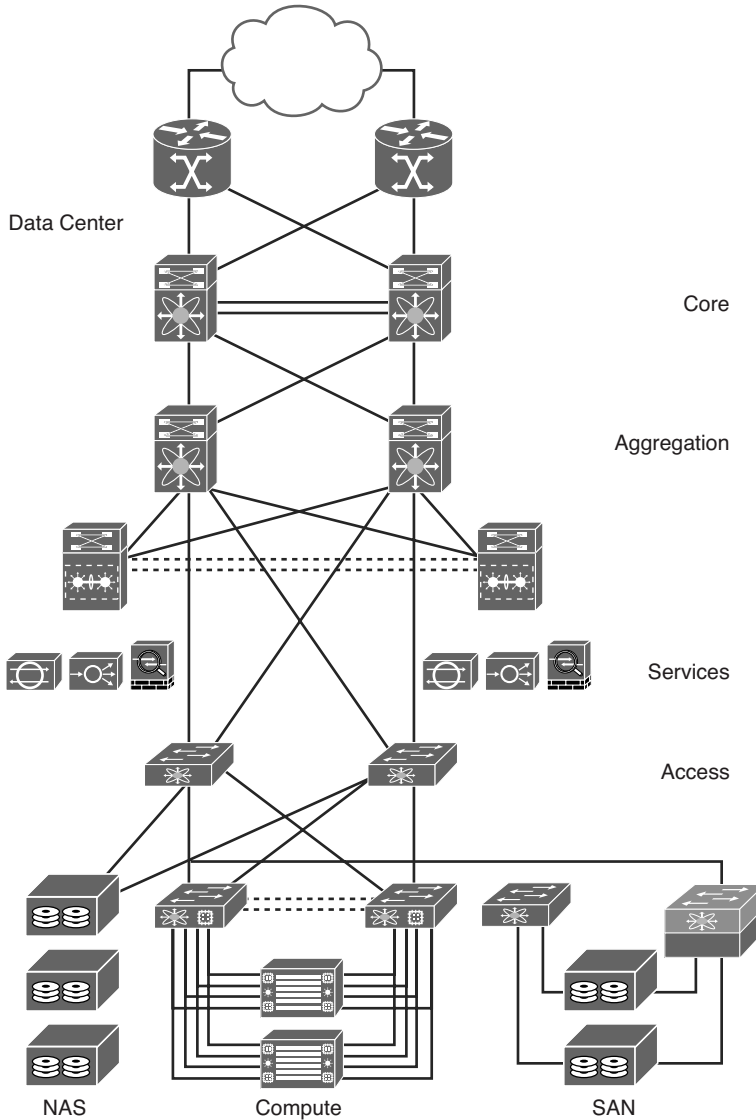 Data Center
Core
Aggregation
Services
Access
NAS
Compute
SAN